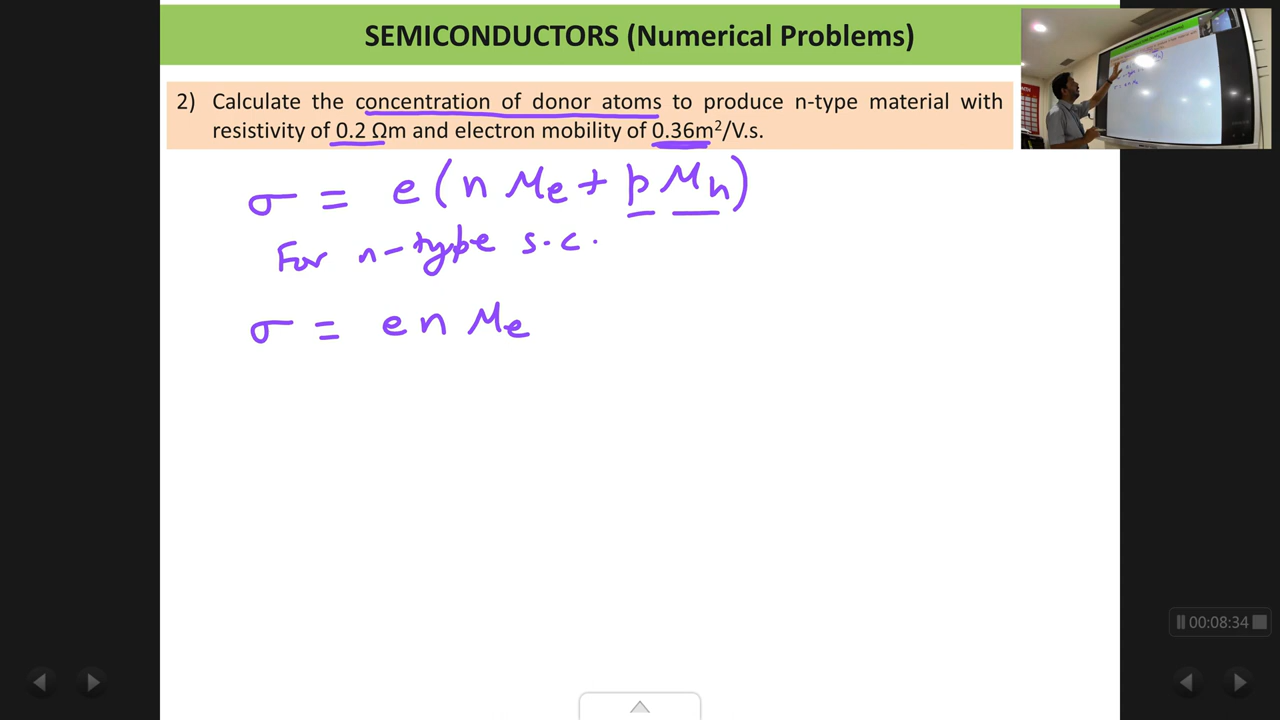 SEMICONDUCTORS (Numerical Problems)
2) Calculate the concentration of donor atoms to produce n-type material with
resistivity of 0.2 Ωm and electron mobility of 0.36m²/V.s.
σ = e(n μe + p μh)
For n-type s.c.
σ = e n μe
00:08:34